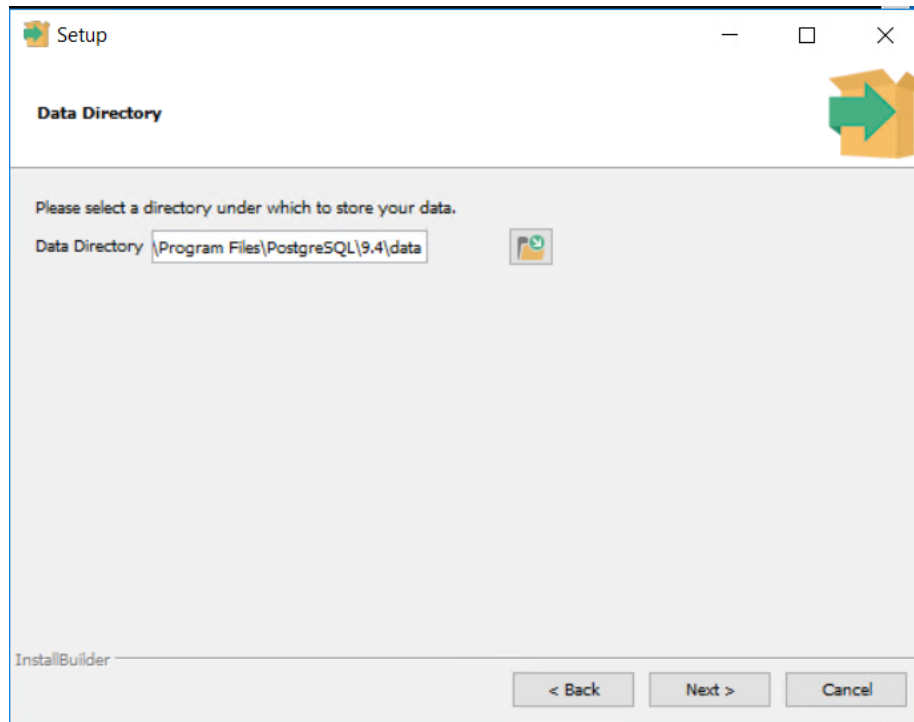 Setup
Data Directory
Please select a directory under which to store your data.
Data Directory \Program Files\PostgreSQL\9.4\data
InstallBuilder
< Back Next > Cancel